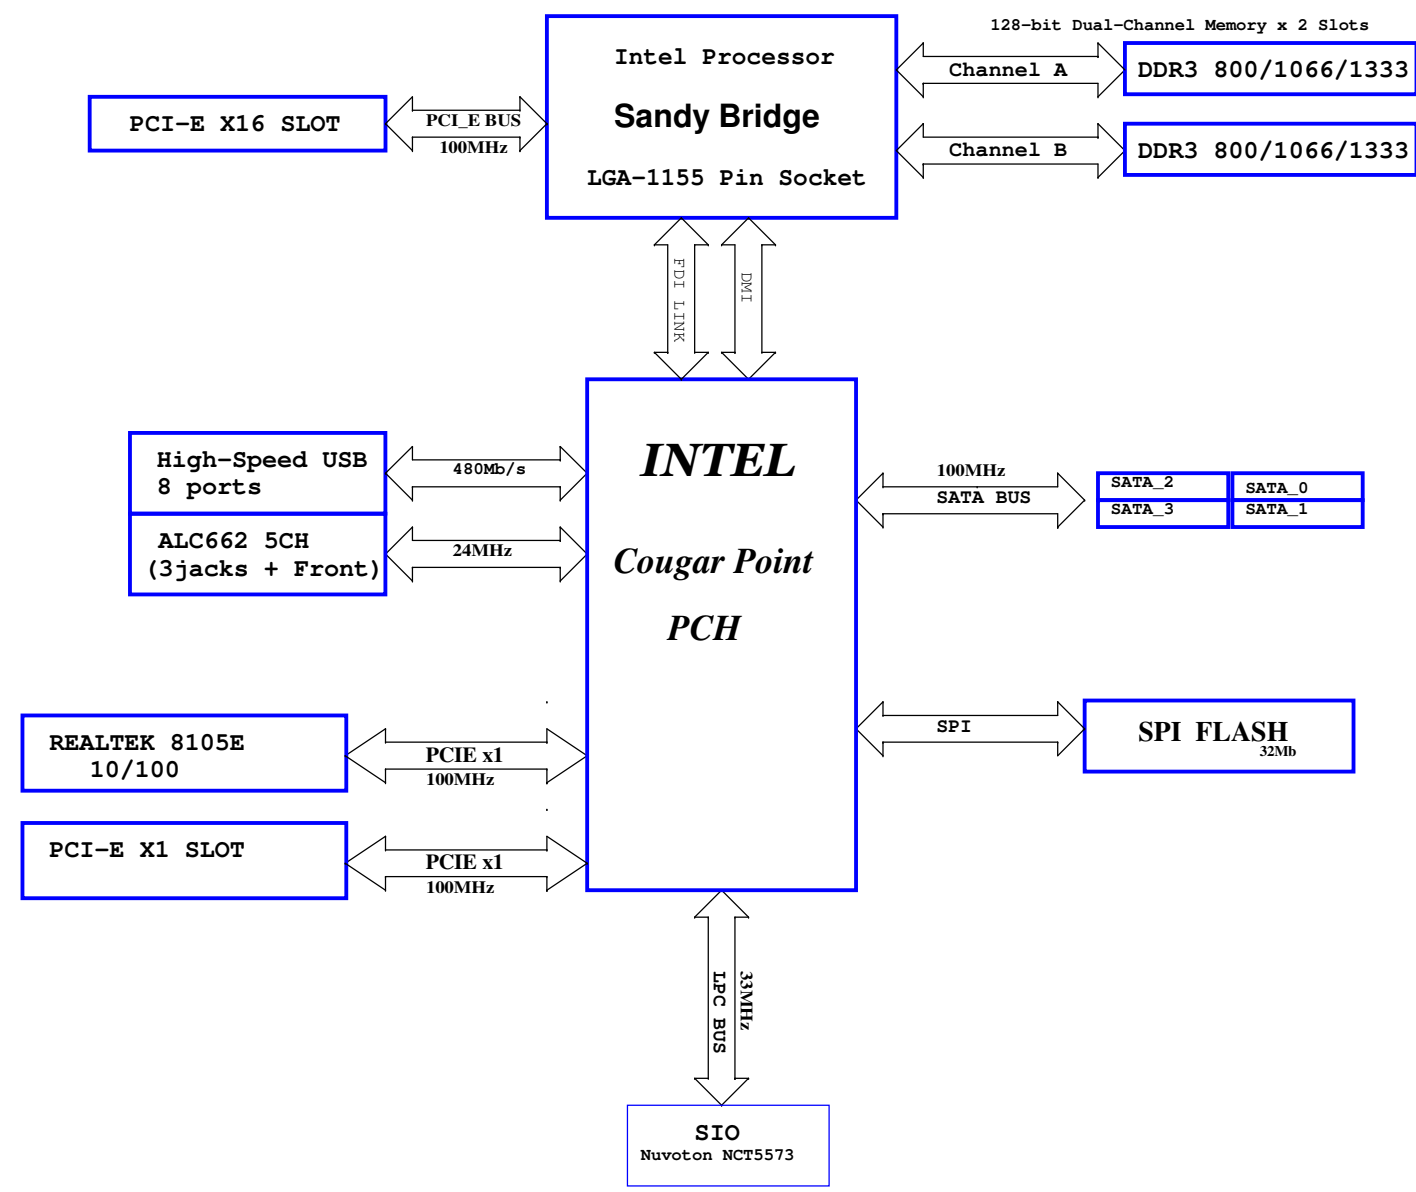 128-bit Dual-Channel Memory x 2 Slots
Intel Processor
Sandy Bridge
LGA-1155 Pin Socket
Channel A
DDR3 800/1066/1333
Channel B
DDR3 800/1066/1333
PCI-E X16 SLOT
PCI_E BUS
100MHz
FDI LINK
DMI
INTEL
Cougar Point
PCH
High-Speed USB
8 ports
480Mb/s
ALC662 5CH
(3jacks + Front)
24MHz
100MHz
SATA BUS
SATA_2
SATA_0
SATA_3
SATA_1
REALTEK 8105E
10/100
PCIE x1
100MHz
SPI
SPI FLASH
32Mb
PCI-E X1 SLOT
PCIE x1
100MHz
LPC BUS
33MHz
SIO
Nuvoton NCT5573